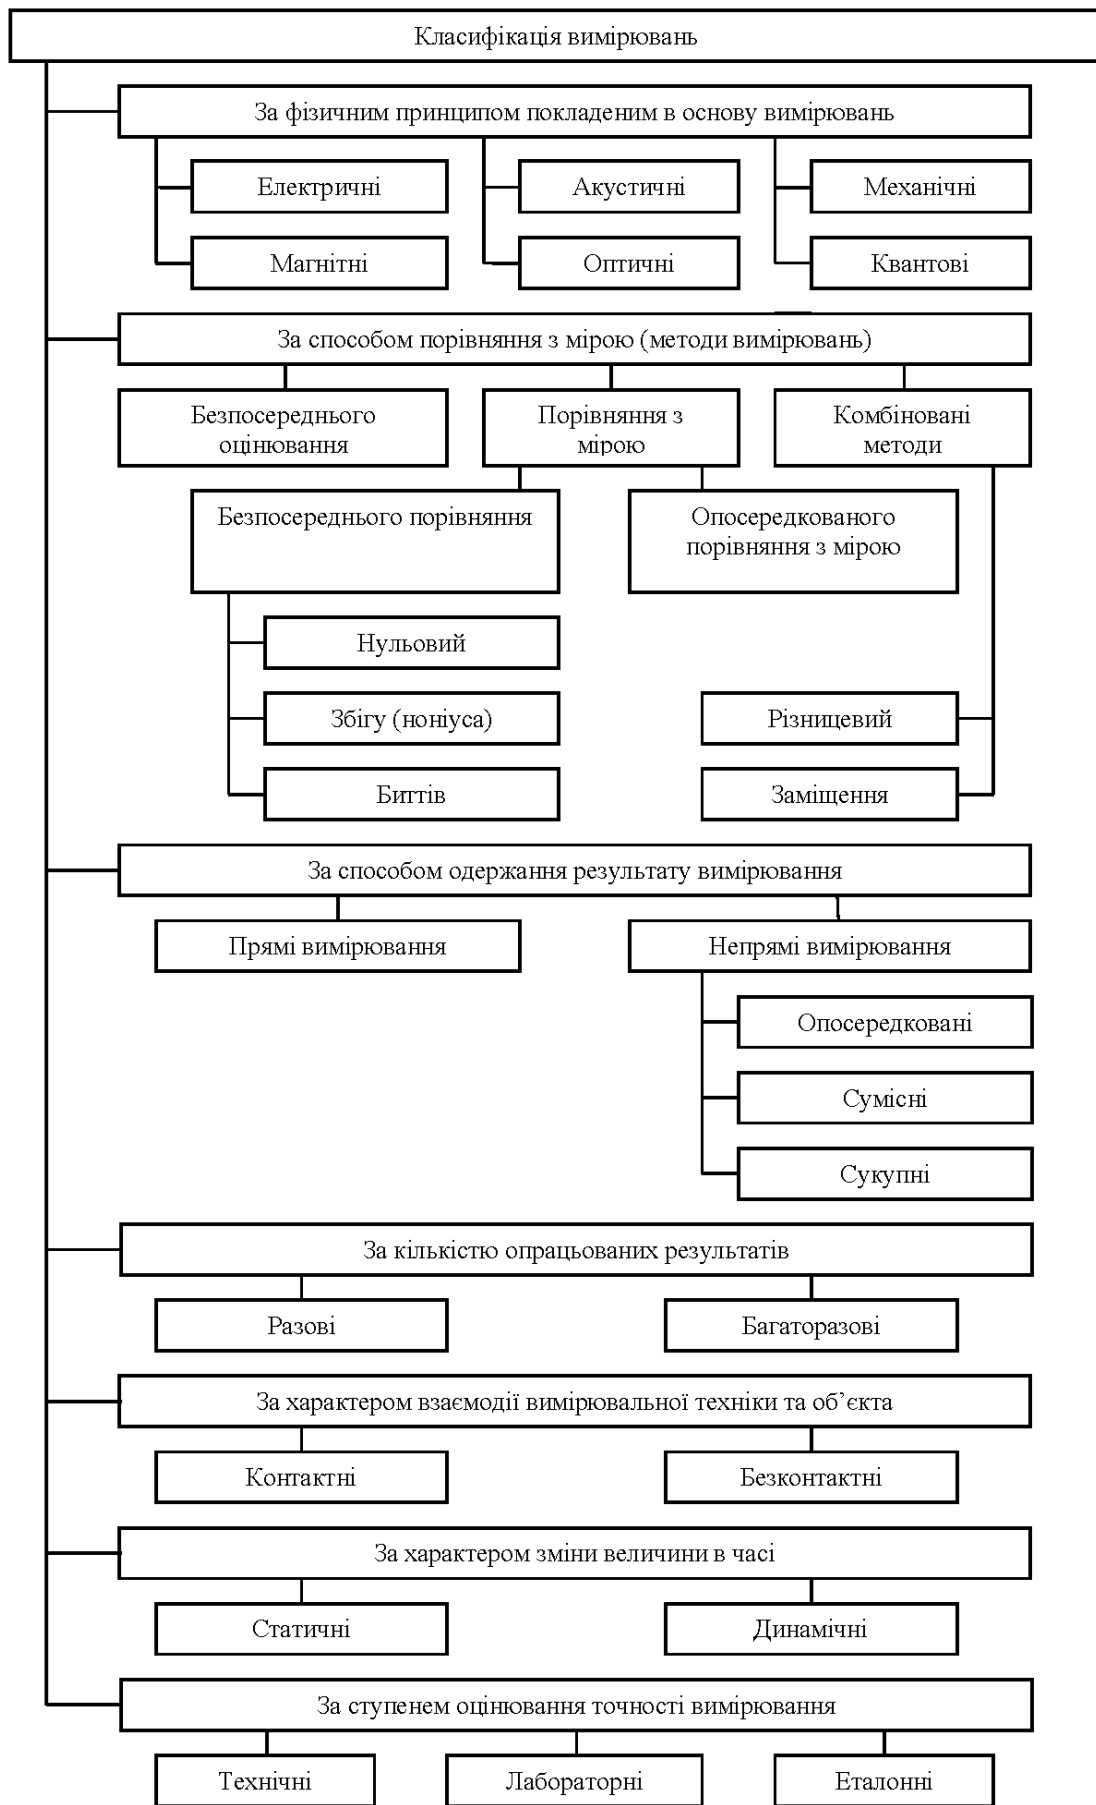 Класифікація вимірювань
За фізичним принципом покладеним в основу вимірювань
Електричні
Акустичні
Механічні
Магнітні
Оптичні
Квантові
За способом порівняння з мірою (методи вимірювань)
Безпосереднього
оцінювання
Порівняння з
мірою
Комбіновані
методи
Безпосереднього порівняння
Опосередкованого
порівняння з мірою
Нульовий
Збігу (ноніуса)
Різницевий
Биттів
Заміщення
За способом одержання результату вимірювання
Прямі вимірювання
Непрямі вимірювання
Опосередковані
Сумісні
Сукупні
За кількістю опрацьованих результатів
Разові
Багаторазові
За характером взаємодії вимірювальної техніки та об’єкта
Контактні
Безконтактні
За характером зміни величини в часі
Статичні
Динамічні
За ступенем оцінювання точності вимірювання
Технічні
Лабораторні
Еталонні